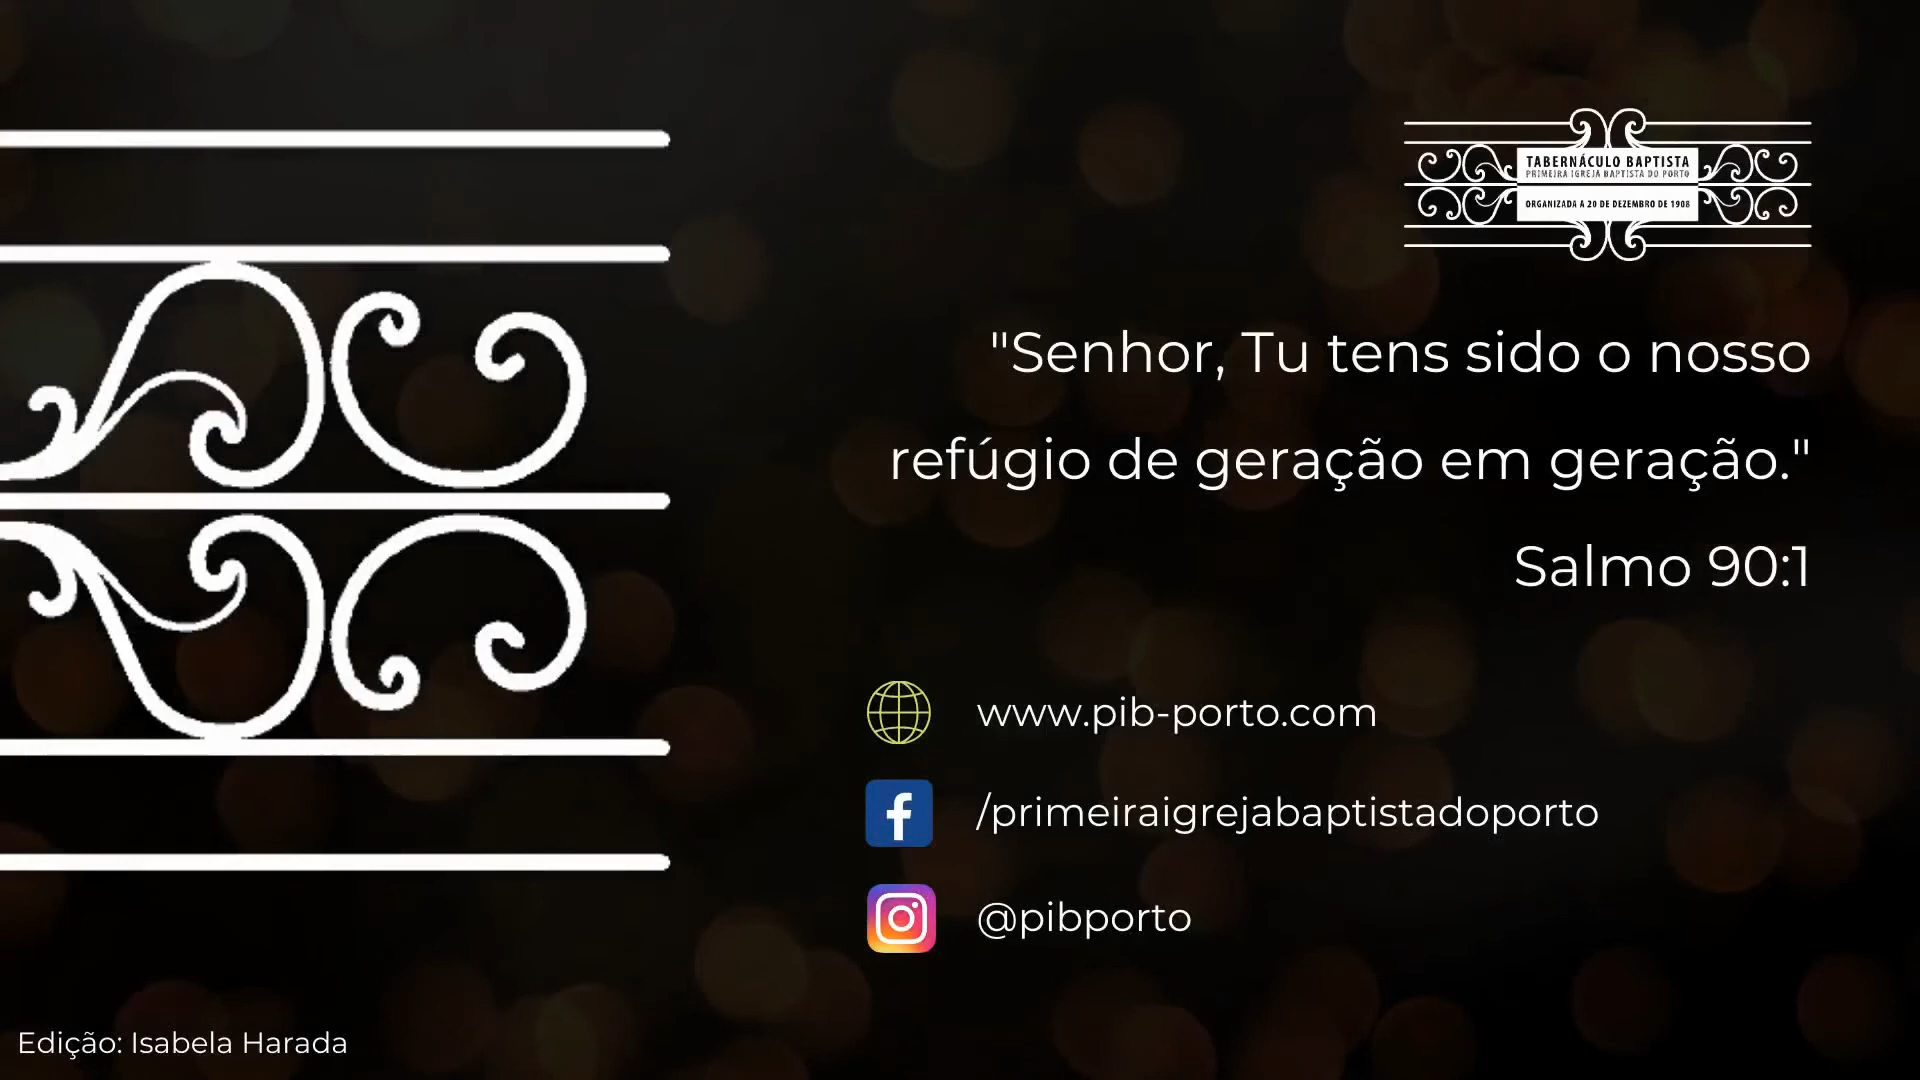 TABERNÁCULO BAPTISTA
PRIMEIRA IGREJA BAPTISTA DO PORTO
ORGANIZADA A 20 DE DEZEMBRO DE 1908
"Senhor, Tu tens sido o nosso
refúgio de geração em geração."
Salmo 90:1
www.pib-porto.com
/primeiraigrejabaptistadoporto
@pibporto
Edição: Isabela Harada